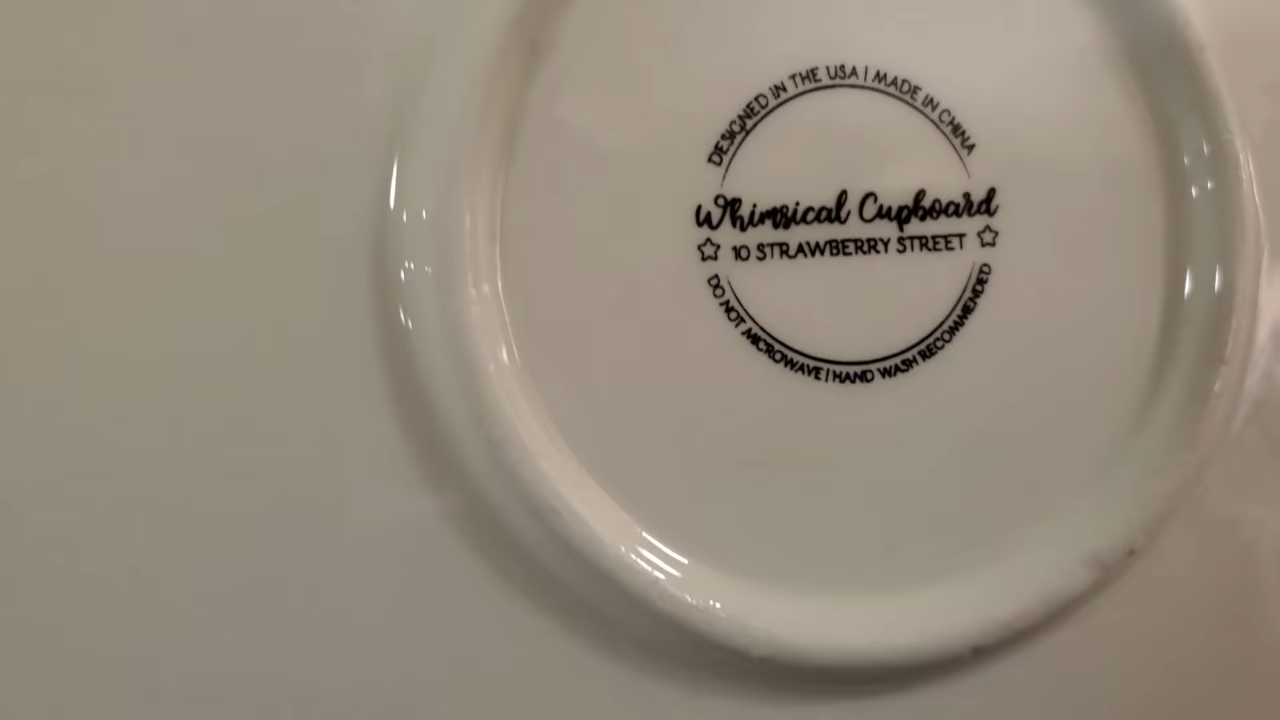 DESIGNED IN THE USA | MADE IN CHINA
Whimsical Cupboard
10 STRAWBERRY STREET
DO NOT MICROWAVE | HAND WASH RECOMMENDED